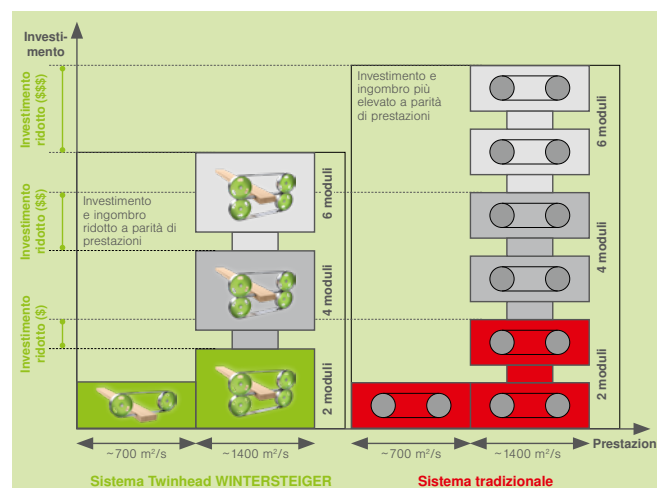 Investi-
mento
Investimento
ridotto ($$$)
Investimento
ridotto ($$)
Investimento
ridotto ($)
Investimento
e ingombro
ridotto a parità di
prestazioni
6 moduli
4 moduli
2 moduli
Investimento e
ingombro più
elevato a parità
di prestazioni
6 moduli
4 moduli
2 moduli
~700 m²/s
~1400 m²/s
~700 m²/s
~1400 m²/s
Prestazion
Sistema Twinhead WINTERSTEIGER
Sistema tradizionale